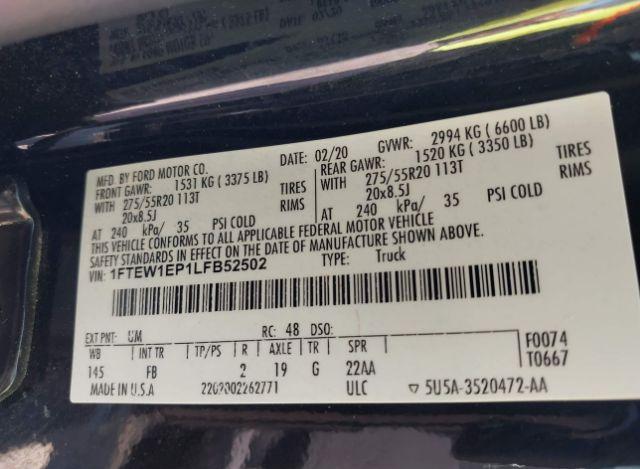 MFD. BY FORD MOTOR CO.
DATE: 02/20 GVWR: 2994 KG ( 6600 LB)
FRONT GAWR: 1531 KG ( 3375 LB)
REAR GAWR: 1520 KG ( 3350 LB)
WITH 275/55R20 113T TIRES
WITH 275/55R20 113T TIRES
20x8.5J RIMS
20x8.5J RIMS
AT 240 kPa/ 35 PSI COLD
AT 240 kPa/ 35 PSI COLD
THIS VEHICLE CONFORMS TO ALL APPLICABLE FEDERAL MOTOR VEHICLE
SAFETY STANDARDS IN EFFECT ON THE DATE OF MANUFACTURE SHOWN ABOVE.
VIN: 1FTEW1EP1LFB52502 TYPE: Truck
EXT PNT: UM RC: 48 DSO:
WB INT TR TP/PS R AXLE TR SPR
145 FB 2 19 G 22AA
F0074
T0667
MADE IN U.S.A 2202002262771 ULC 5U5A-3520472-AA